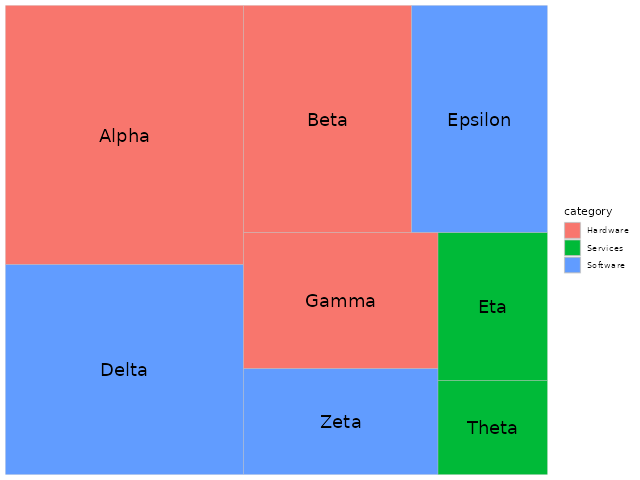 Alpha
Beta
Epsilon
Gamma
Eta
Delta
Zeta
Theta
category
Hardware
Services
Software